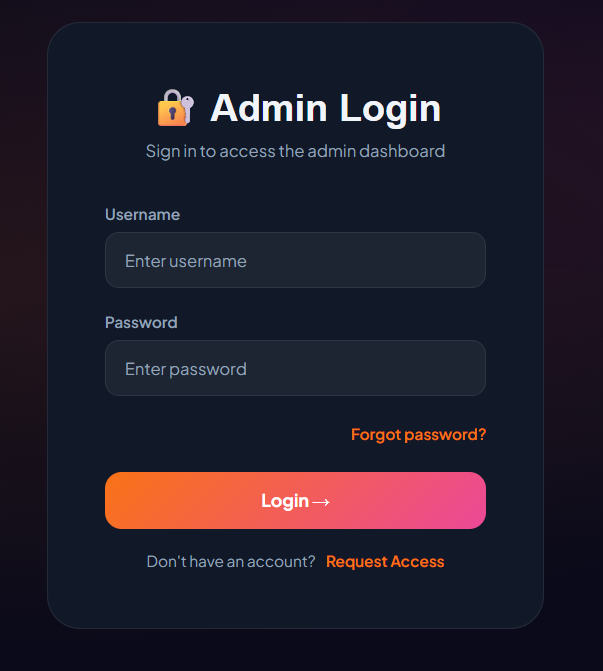 🔐 Admin Login
Sign in to access the admin dashboard
Username
Enter username
Password
Enter password
Forgot password?
Login →
Don't have an account? Request Access